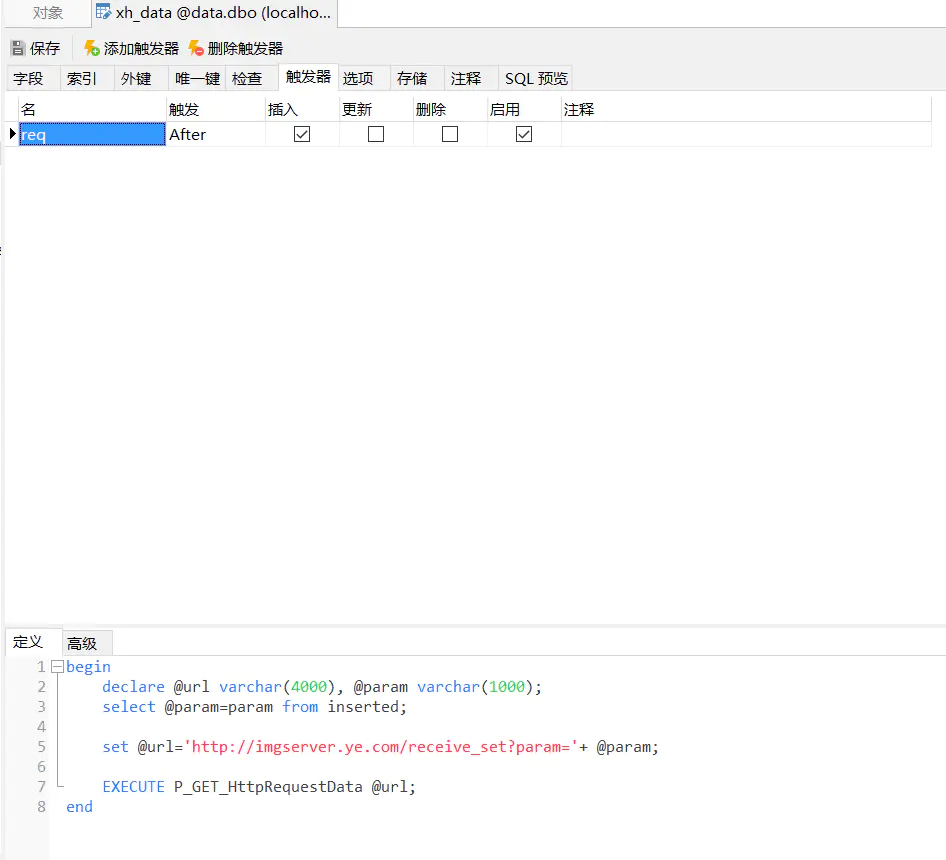 对象 xh_data @data.dbo (localho...
保存 添加触发器 删除触发器
字段 索引 外键 唯一键 检查 触发器 选项 存储 注释 SQL 预览
名 触发 插入 更新 删除 启用 注释
req After
定义 高级
1 begin
2 declare @url varchar(4000), @param varchar(1000);
3 select @param=param from inserted;
4
5 set @url='http://imgserver.ye.com/receive_set?param='+ @param;
6
7 EXECUTE P_GET_HttpRequestData @url;
8 end